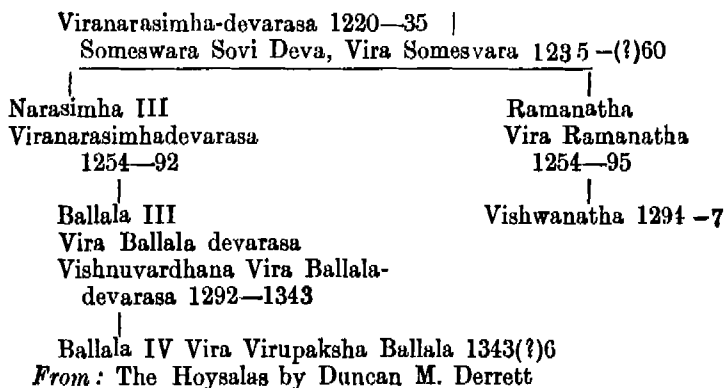 Viranarasimha-devarasa 1220—35
Someswara Sovi Deva, Vira Somesvara 1235—(?)60
Narasimha III
Viranarasimhadevarasa
1254—92
Ramanatha
Vira Ramanatha
1254—95
Ballala III
Vira Ballala devarasa
Vishnuvardhana Vira Ballala-
devarasa 1292—1343
Vishwanatha 1294—7
Ballala IV Vira Virupaksha Ballala 1343(?)6
From: The Hoysalas by Duncan M. Derrett